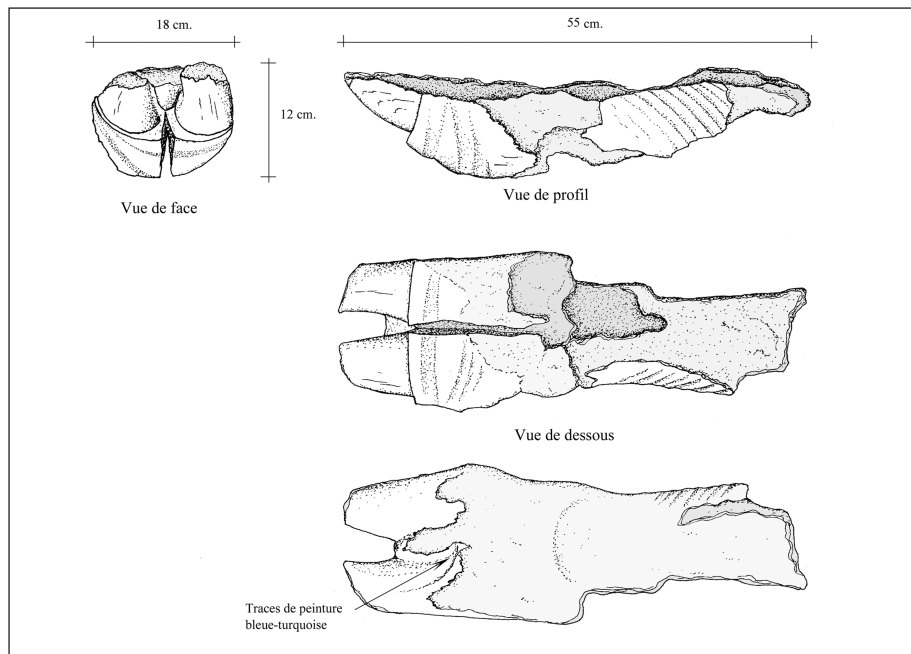 18 cm.
55 cm.
12 cm.
Vue de face
Vue de profil
Vue de dessous
Traces de peinture
bleue-turquoise